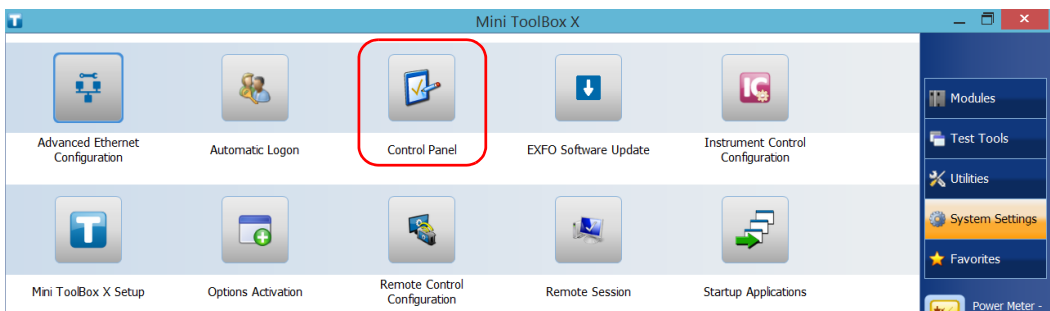 Mini ToolBox X
Advanced Ethernet
Configuration
Automatic Logon
Control Panel
EXFO Software Update
Instrument Control
Configuration
Mini ToolBox X Setup
Options Activation
Remote Control
Configuration
Remote Session
Startup Applications
Modules
Test Tools
Utilities
System Settings
Favorites
Power Meter -